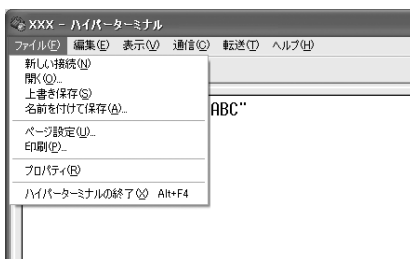 XXX - ハイパーターミナル
ファイル(F) 編集(E) 表示(V) 通信(C) 転送(T) ヘルプ(H)
新しい接続(N)
開く(O)...
上書き保存(S)
名前を付けて保存(A)...
ABC"
ページ設定(U)...
印刷(P)...
プロパティ(R)
ハイパーターミナルの終了(X) Alt+F4